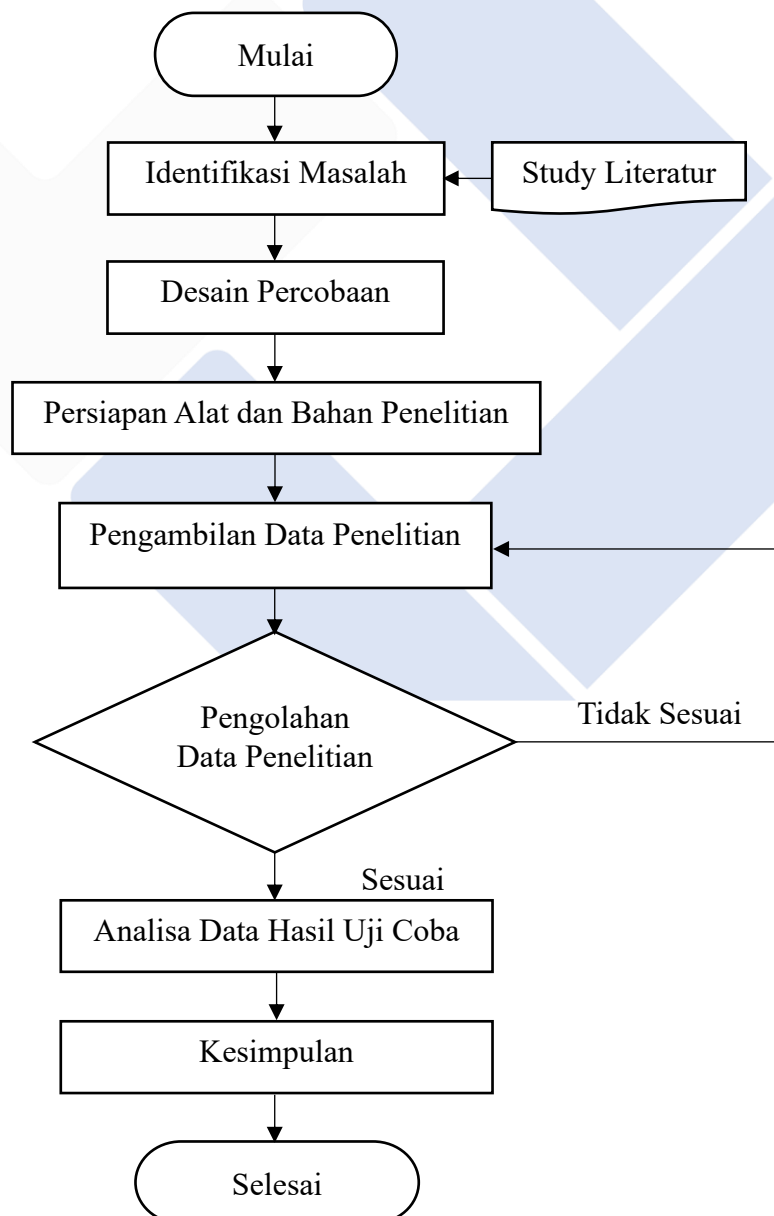 Mulai
Identifikasi Masalah
Study Literatur
Desain Percobaan
Persiapan Alat dan Bahan Penelitian
Pengambilan Data Penelitian
Pengolahan
Data Penelitian
Tidak Sesuai
Sesuai
Analisa Data Hasil Uji Coba
Kesimpulan
Selesai